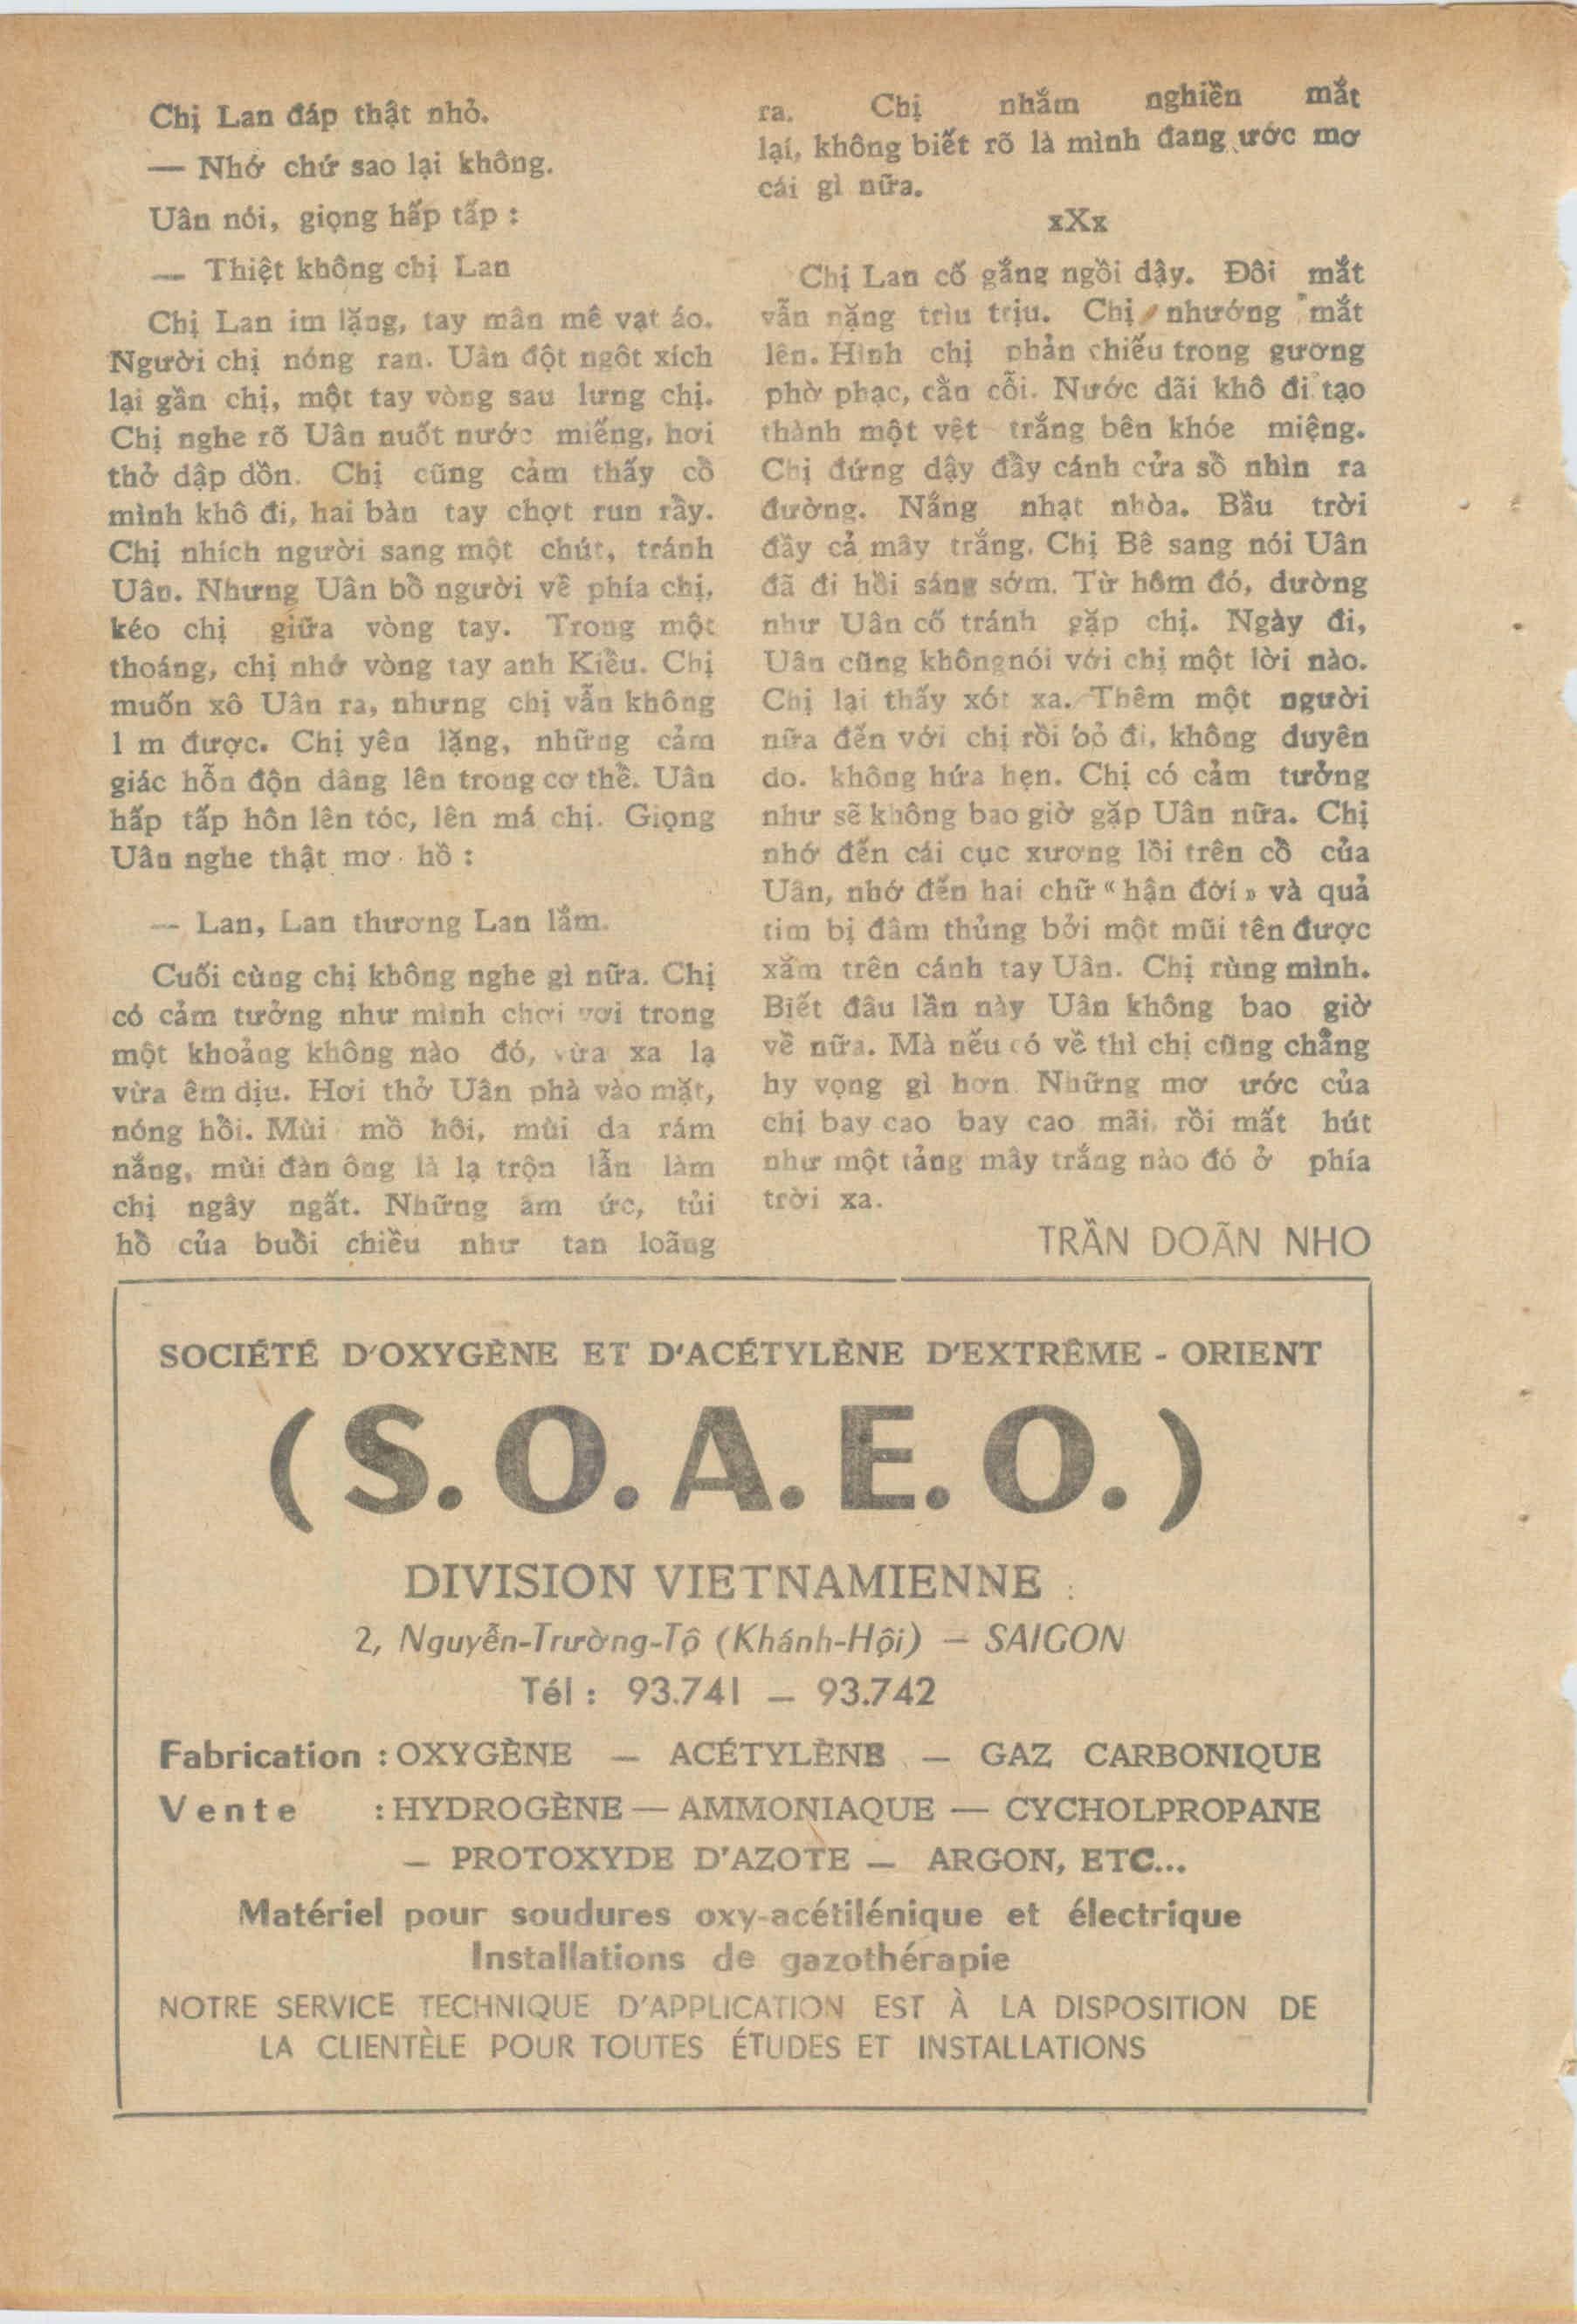 Chị Lan đáp thật nhỏ.
— Nhớ chứ sao lại không.
Uân nói, giọng hấp tấp :
— Thiệt không chị Lan
Chị Lan im lặng, tay mân mê vạt áo.
Người chị nóng ran. Uân đột ngột xích
lại gần chị, một tay vòng sau lưng chị.
Chị nghe rõ Uân nuốt nước miếng, hơi
thở dập dồn. Chị cũng cảm thấy cổ
mình khô đi, hai bàn tay chợt run rẩy.
Chị nhích người sang một chút, tránh
Uân. Nhưng Uân bổ người về phía chị,
kéo chị giữa vòng tay. Trong một
thoáng, chị nhớ vòng tay anh Kiều. Chị
muốn xô Uân ra, nhưng chị vẫn không
l m được. Chị yên lặng, những cảm
giác hỗn độn dâng lên trong cơ thể. Uân
hấp tấp hôn lên tóc, lên má chị. Giọng
Uân nghe thật mơ hồ :
— Lan, Lan thương Lan lắm.
Cuối cùng chị không nghe gì nữa. Chị
có cảm tưởng như mình chơi vơi trong
một khoảng không nào đó, vừa xa lạ
vừa êm dịu. Hơi thở Uân phà vào mặt,
nóng hổi. Mùi mồ hôi, mùi da rám
nắng, mùi đàn ông là lạ trộn lẫn làm
chị ngây ngất. Những ấm ức, tủi
hổ của buổi chiều như tan loãng
ra. Chị nhắm nghiền mắt
lại, không biết rõ là mình đang ước mơ
cái gì nữa.
xXx
Chị Lan cố gắng ngồi dậy. Đôi mắt
vẫn nặng trìu trịu. Chị nhướng mắt
lên. Hình chị phản chiếu trong gương
phờ phạc, cằn cỗi. Nước dãi khô đi tạo
thành một vệt trắng bên khóe miệng.
Chị đứng dậy đẩy cánh cửa sổ nhìn ra
đường. Nắng nhạt nhòa. Bầu trời
đầy cả mây trắng. Chị Bê sang nói Uân
đã đi hồi sáng sớm. Từ hôm đó, dường
như Uân cố tránh gặp chị. Ngày đi,
Uân cũng khôngnói với chị một lời nào.
Chị lại thấy xót xa. Thêm một người
nữa đến với chị rồi bỏ đi, không duyên
do. không hứa hẹn. Chị có cảm tưởng
như sẽ không bao giờ gặp Uân nữa. Chị
nhớ đến cái cục xương lồi trên cổ của
Uân, nhớ đến hai chữ « hận đời » và quả
tim bị đâm thủng bởi một mũi tên được
xăm trên cánh tay Uân. Chị rùng mình.
Biết đâu lần này Uân không bao giờ
về nữa. Mà nếu có về thì chị cũng chẳng
hy vọng gì hơn. Những mơ ước của
chị bay cao bay cao mãi, rồi mất hút
như một tảng mây trắng nào đó ở phía
trời xa.
TRẦN DOÃN NHO
SOCIÉTÉ D'OXYGÈNE ET D'ACÉTYLÈNE D'EXTRÊME - ORIENT
( S. O. A. E. O. )
DIVISION VIETNAMIENNE :
2, Nguyễn-Trường-Tộ (Khánh-Hội) — SAIGON
Tél : 93.741 — 93.742
Fabrication : OXYGÈNE — ACÉTYLÈNE — GAZ CARBONIQUE
Vente : HYDROGÈNE — AMMONIAQUE — CYCHOLPROPANE
— PROTOXYDE D'AZOTE — ARGON, ETC...
Matériel pour soudures oxy-acétilénique et électrique
Installations de gazothérapie
NOTRE SERVICE TECHNIQUE D'APPLICATION EST À LA DISPOSITION DE
LA CLIENTÈLE POUR TOUTES ÉTUDES ET INSTALLATIONS